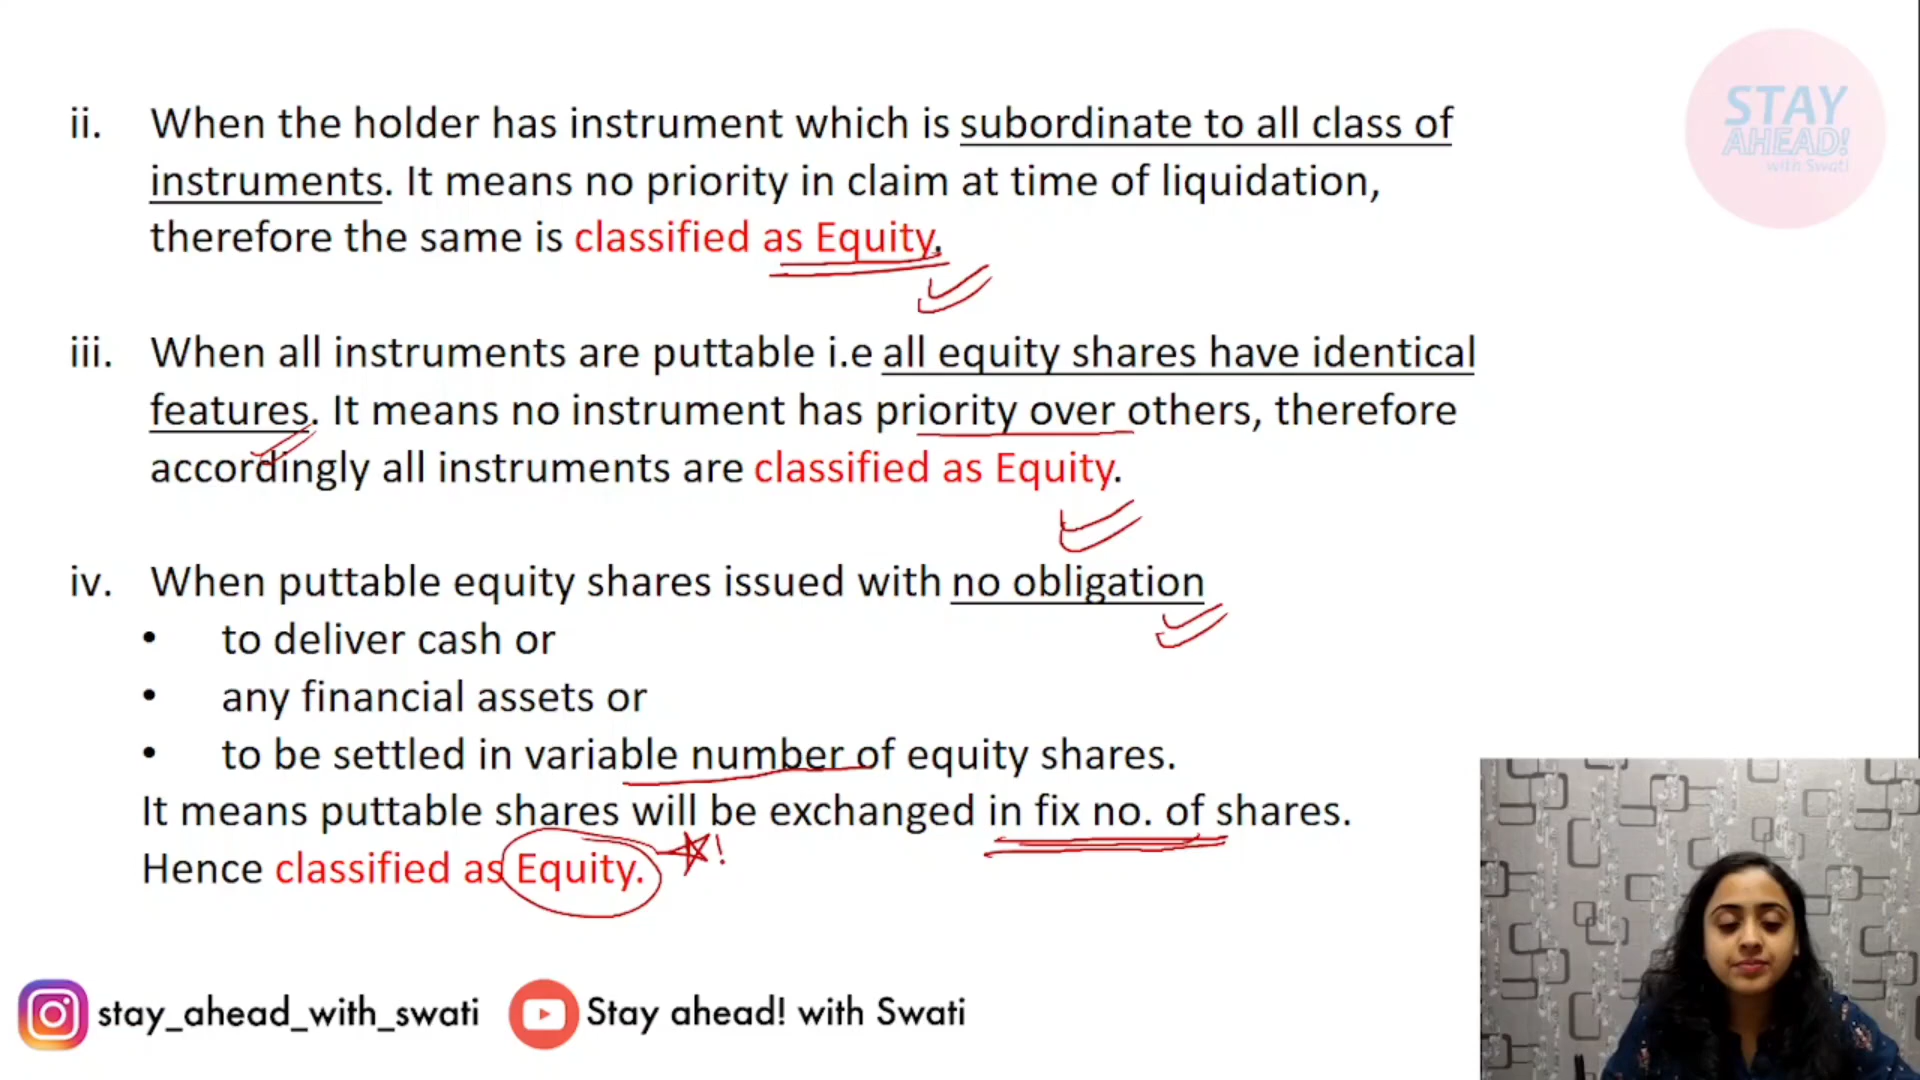 STAY
AHEAD!
with Swati
ii. When the holder has instrument which is subordinate to all class of
instruments. It means no priority in claim at time of liquidation,
therefore the same is classified as Equity.
iii. When all instruments are puttable i.e all equity shares have identical
features. It means no instrument has priority over others, therefore
accordingly all instruments are classified as Equity.
iv. When puttable equity shares issued with no obligation
• to deliver cash or
• any financial assets or
• to be settled in variable number of equity shares.
It means puttable shares will be exchanged in fix no. of shares.
Hence classified as Equity. !
stay_ahead_with_swati
Stay ahead! with Swati